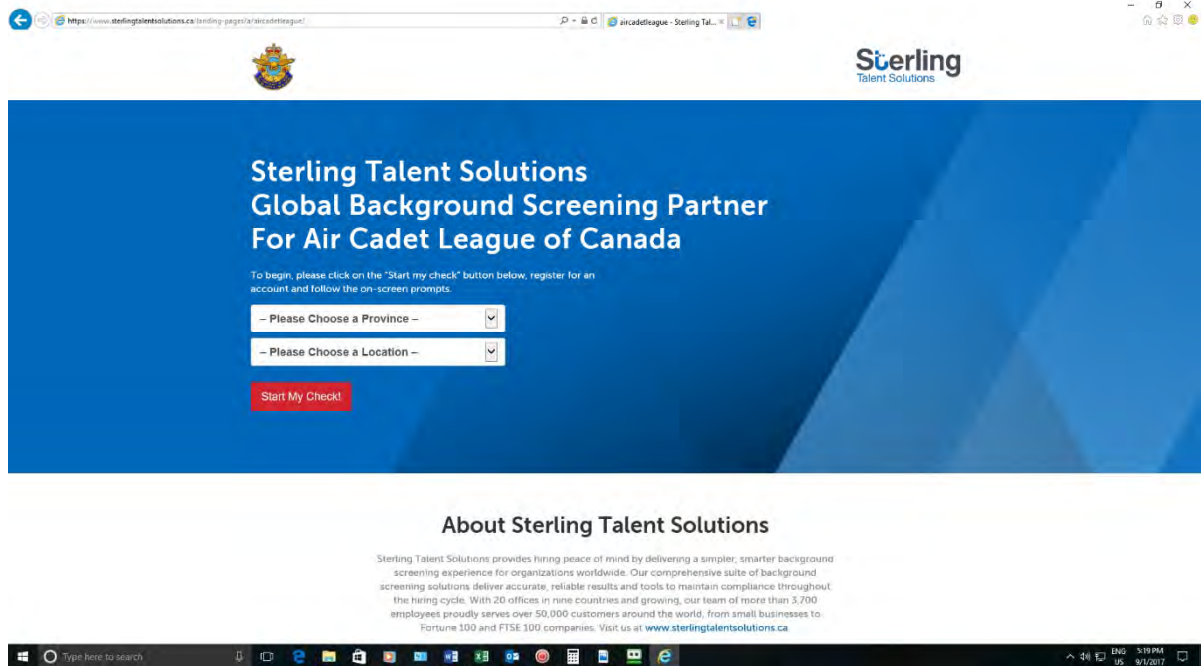 https://www.sterlingtalentsolutions.ca/landing-pages/a/aircadetleague/
aircadetleague - Sterling Tal...
Sterling
Talent Solutions
Sterling Talent Solutions
Global Background Screening Partner
For Air Cadet League of Canada
To begin, please click on the "Start my check" button below, register for an
account and follow the on-screen prompts.
– Please Choose a Province –
– Please Choose a Location –
Start My Check!
About Sterling Talent Solutions
Sterling Talent Solutions provides hiring peace of mind by delivering a simpler, smarter background
screening experience for organizations worldwide. Our comprehensive suite of background
screening solutions deliver accurate, reliable results and tools to maintain compliance throughout
the hiring cycle. With 20 offices in nine countries and growing, our team of more than 3,700
employees proudly serves over 50,000 customers around the world, from small businesses to
Fortune 100 and FTSE 100 companies. Visit us at www.sterlingtalentsolutions.ca
Type here to search
ENG 5:19 PM
US 9/1/2017